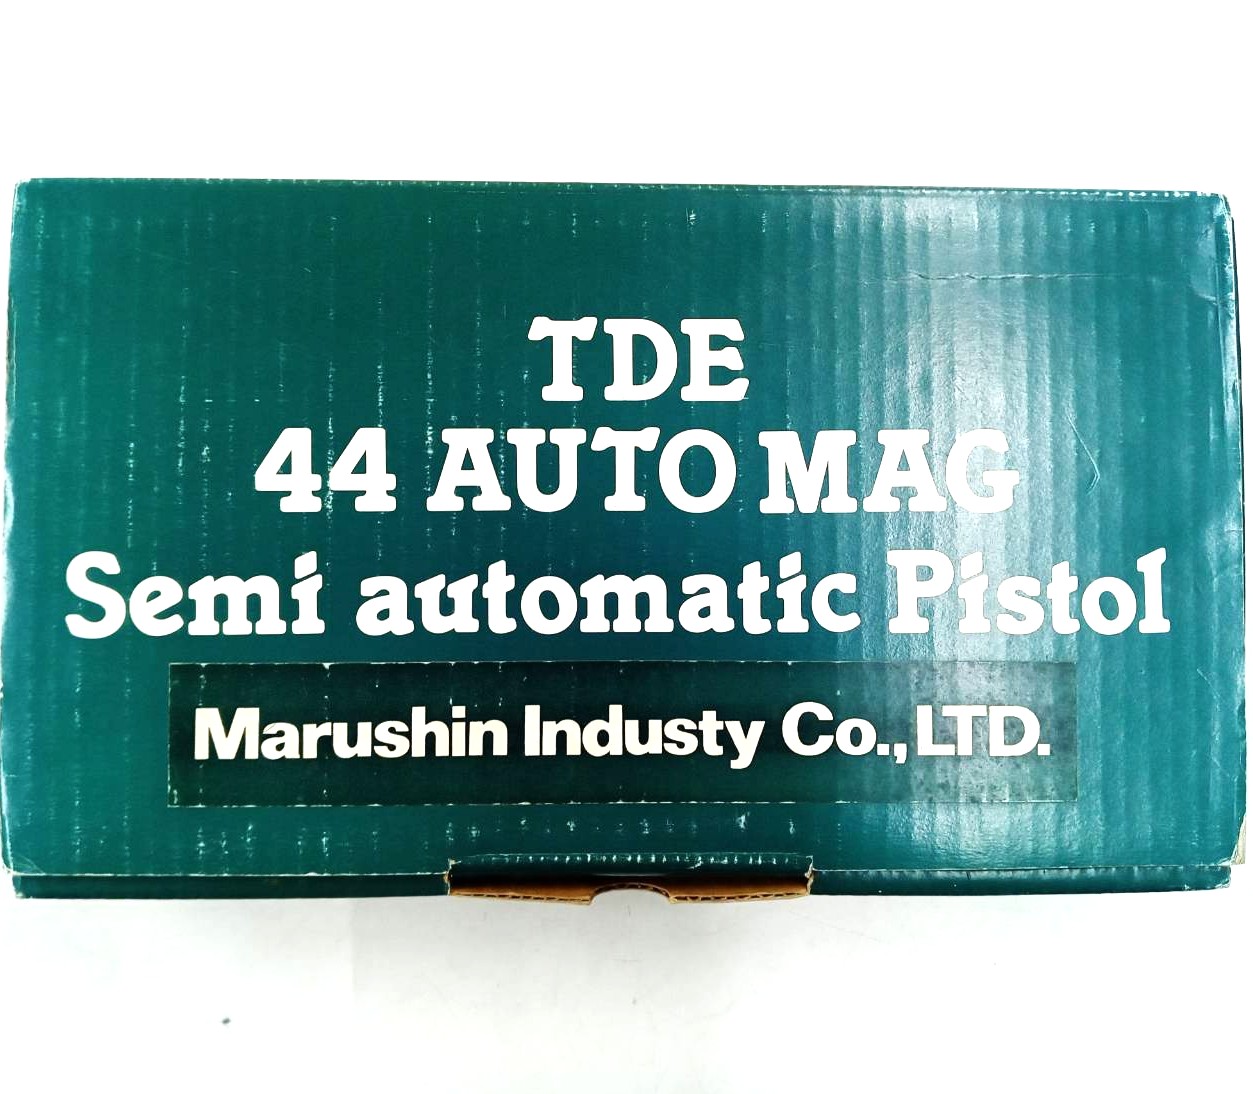 TDE
44 AUTO MAG
Semi automatic Pistol
Marushin Industy Co., LTD.